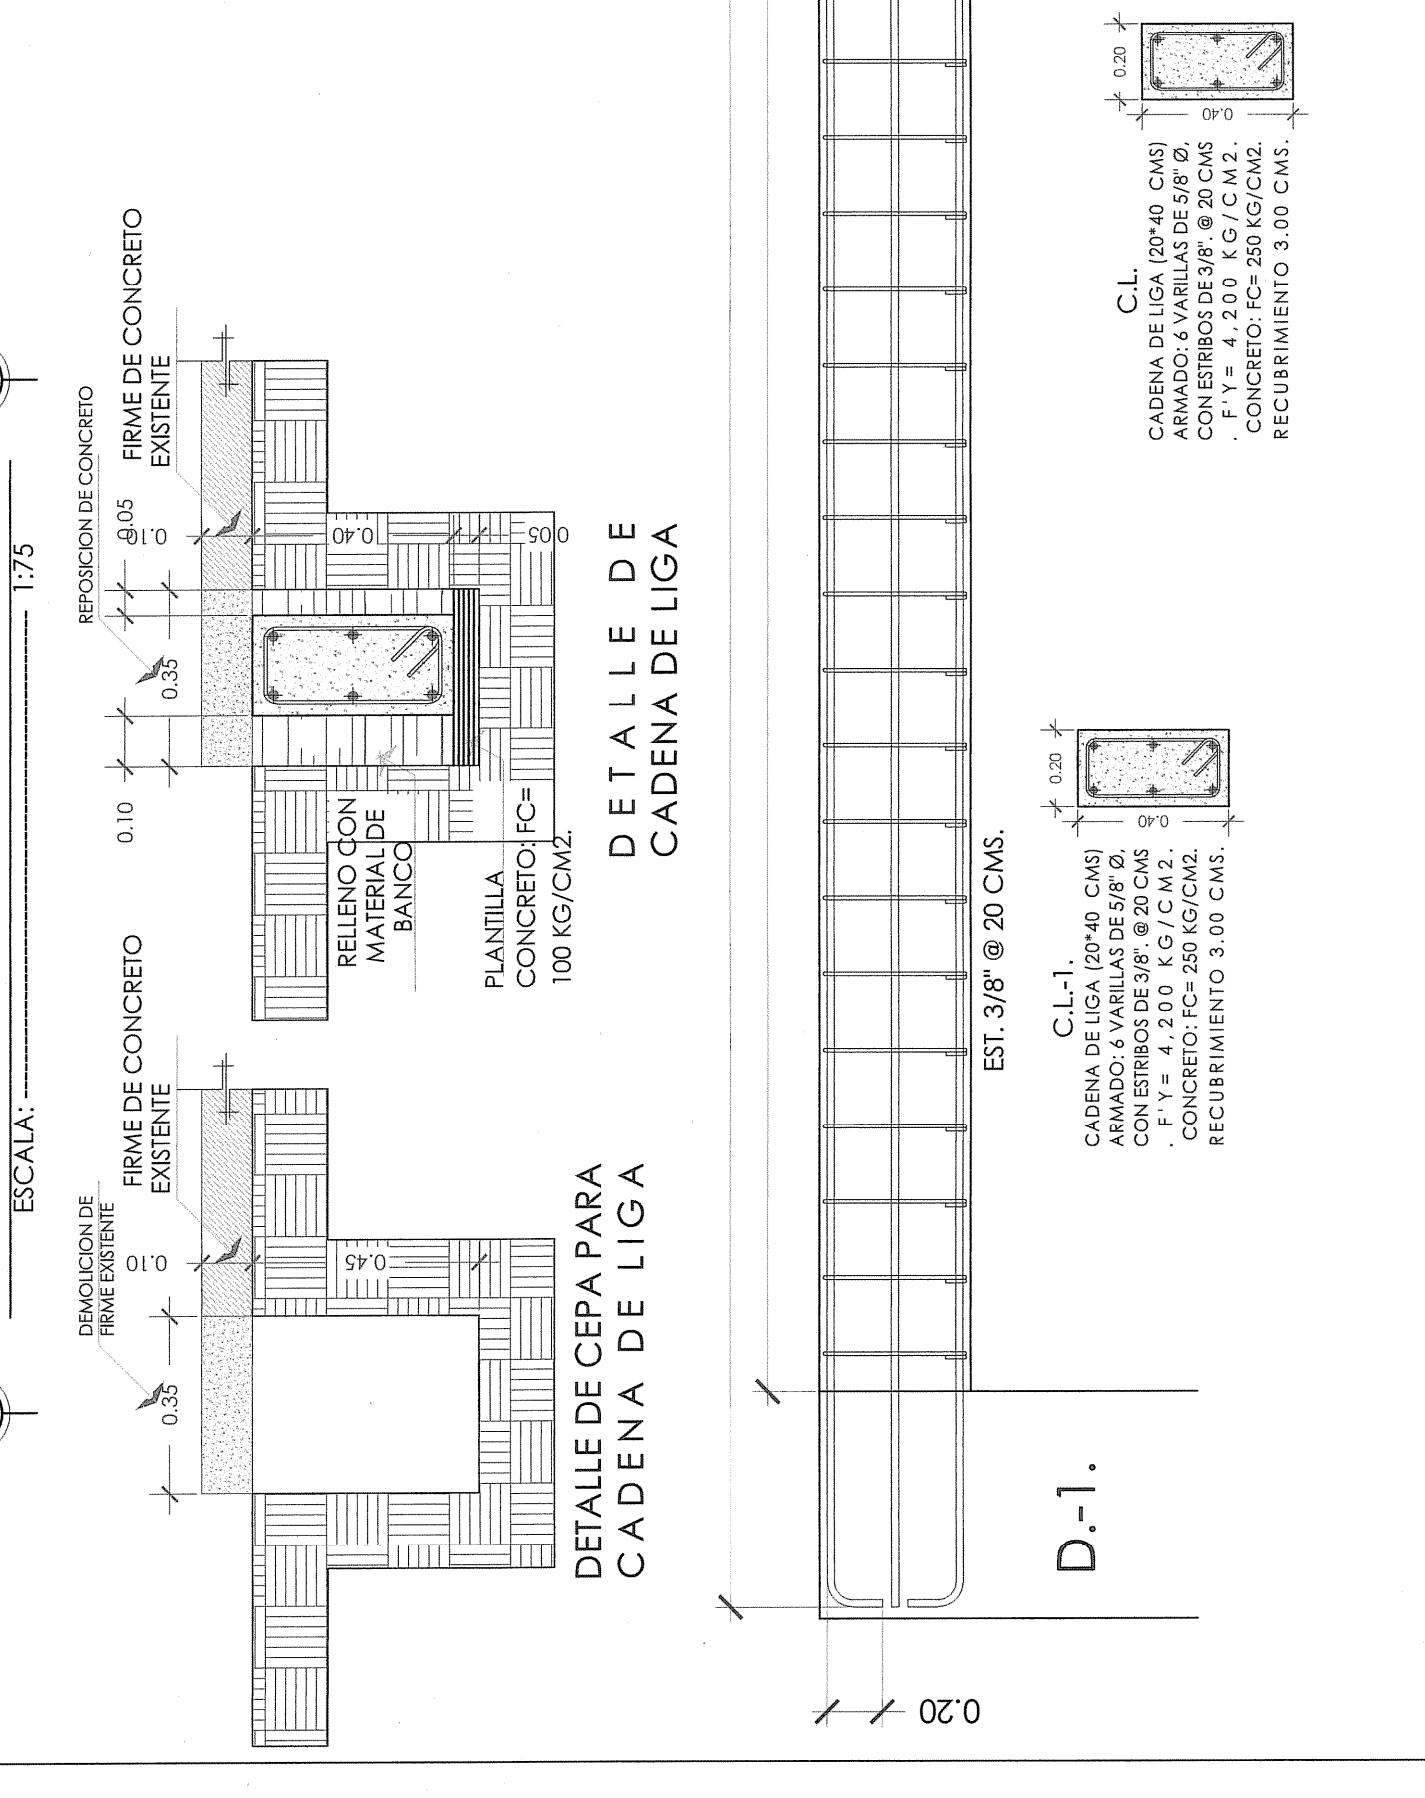 ESCALA: ---------------------- 1:75
DEMOLICION DE
FIRME EXISTENTE
0.35
0.10
FIRME DE CONCRETO
EXISTENTE
0.45
DETALLE DE CEPA PARA
CADENA DE LIGA
REPOSICION DE CONCRETO
0.10
0.35
0.05
0.10
FIRME DE CONCRETO
EXISTENTE
0.40
0.05
RELLENO CON
MATERIAL DE
BANCO
PLANTILLA
CONCRETO: FC=
100 KG/CM2.
DETALLE DE
CADENA DE LIGA
0.20
D.-1.
EST. 3/8" @ 20 CMS.
C.L.-1.
CADENA DE LIGA (20*40 CMS)
ARMADO: 6 VARILLAS DE 5/8" Ø,
CON ESTRIBOS DE 3/8". @ 20 CMS
. F'Y= 4,200 KG/CM2.
CONCRETO: FC= 250 KG/CM2.
RECUBRIMIENTO 3.00 CMS.
0.20
0.40
C.L.
CADENA DE LIGA (20*40 CMS)
ARMADO: 6 VARILLAS DE 5/8" Ø,
CON ESTRIBOS DE 3/8". @ 20 CMS
. F'Y= 4,200 KG/CM2.
CONCRETO: FC= 250 KG/CM2.
RECUBRIMIENTO 3.00 CMS.
0.20
0.40